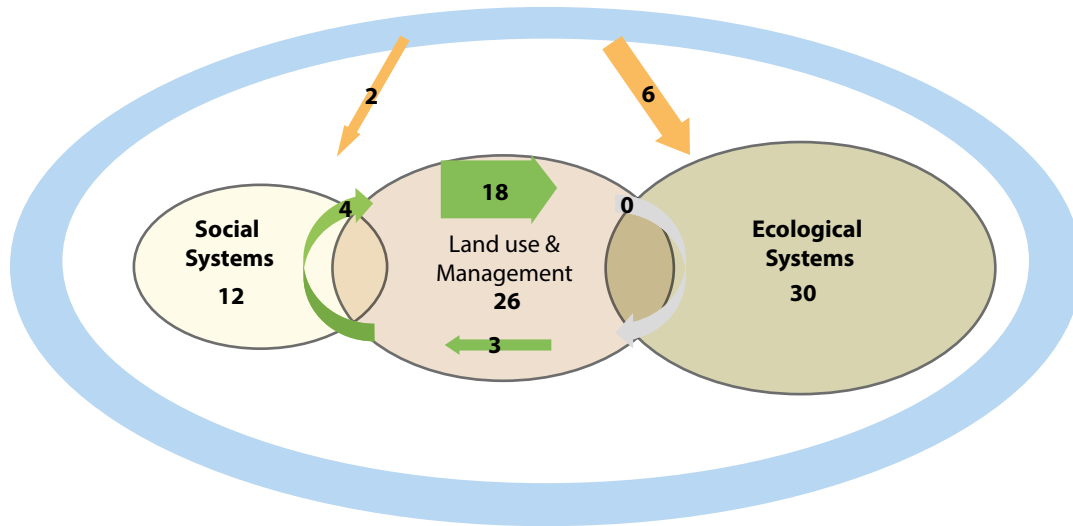 2
6
4
18
0
Social
Systems
12
Land use &
Management
26
Ecological
Systems
30
3